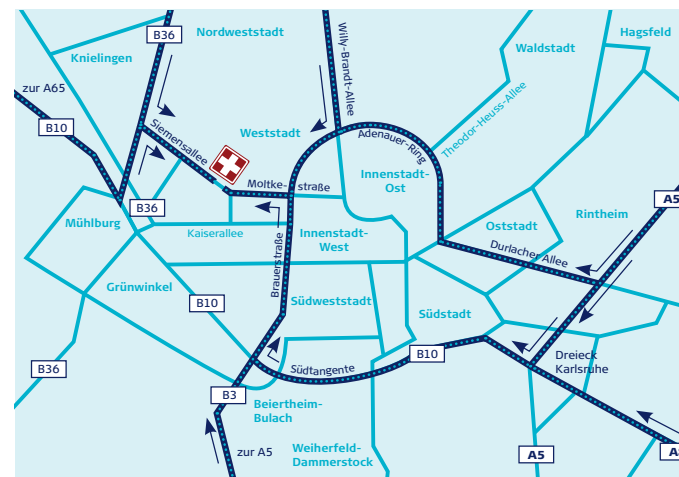 B36
Nordweststadt
Knielingen
zur A65
B10
Siemensallee
Willy-Brandt-Allee
Waldstadt
Hagsfeld
Weststadt
Adenauer-Ring
Theodor-Heuss-Allee
Innenstadt-
Ost
Moltke-
straße
B36
Mühlburg
Kaiserallee
Innenstadt-
West
Brauerstraße
Oststadt
Rintheim
A5
Durlacher Allee
Grünwinkel
B10
Südweststadt
Südstadt
B10
Dreieck
Karlsruhe
B36
Südtangente
B3
Beiertheim-
Bulach
zur A5
Weiherfeld-
Dammerstock
A5